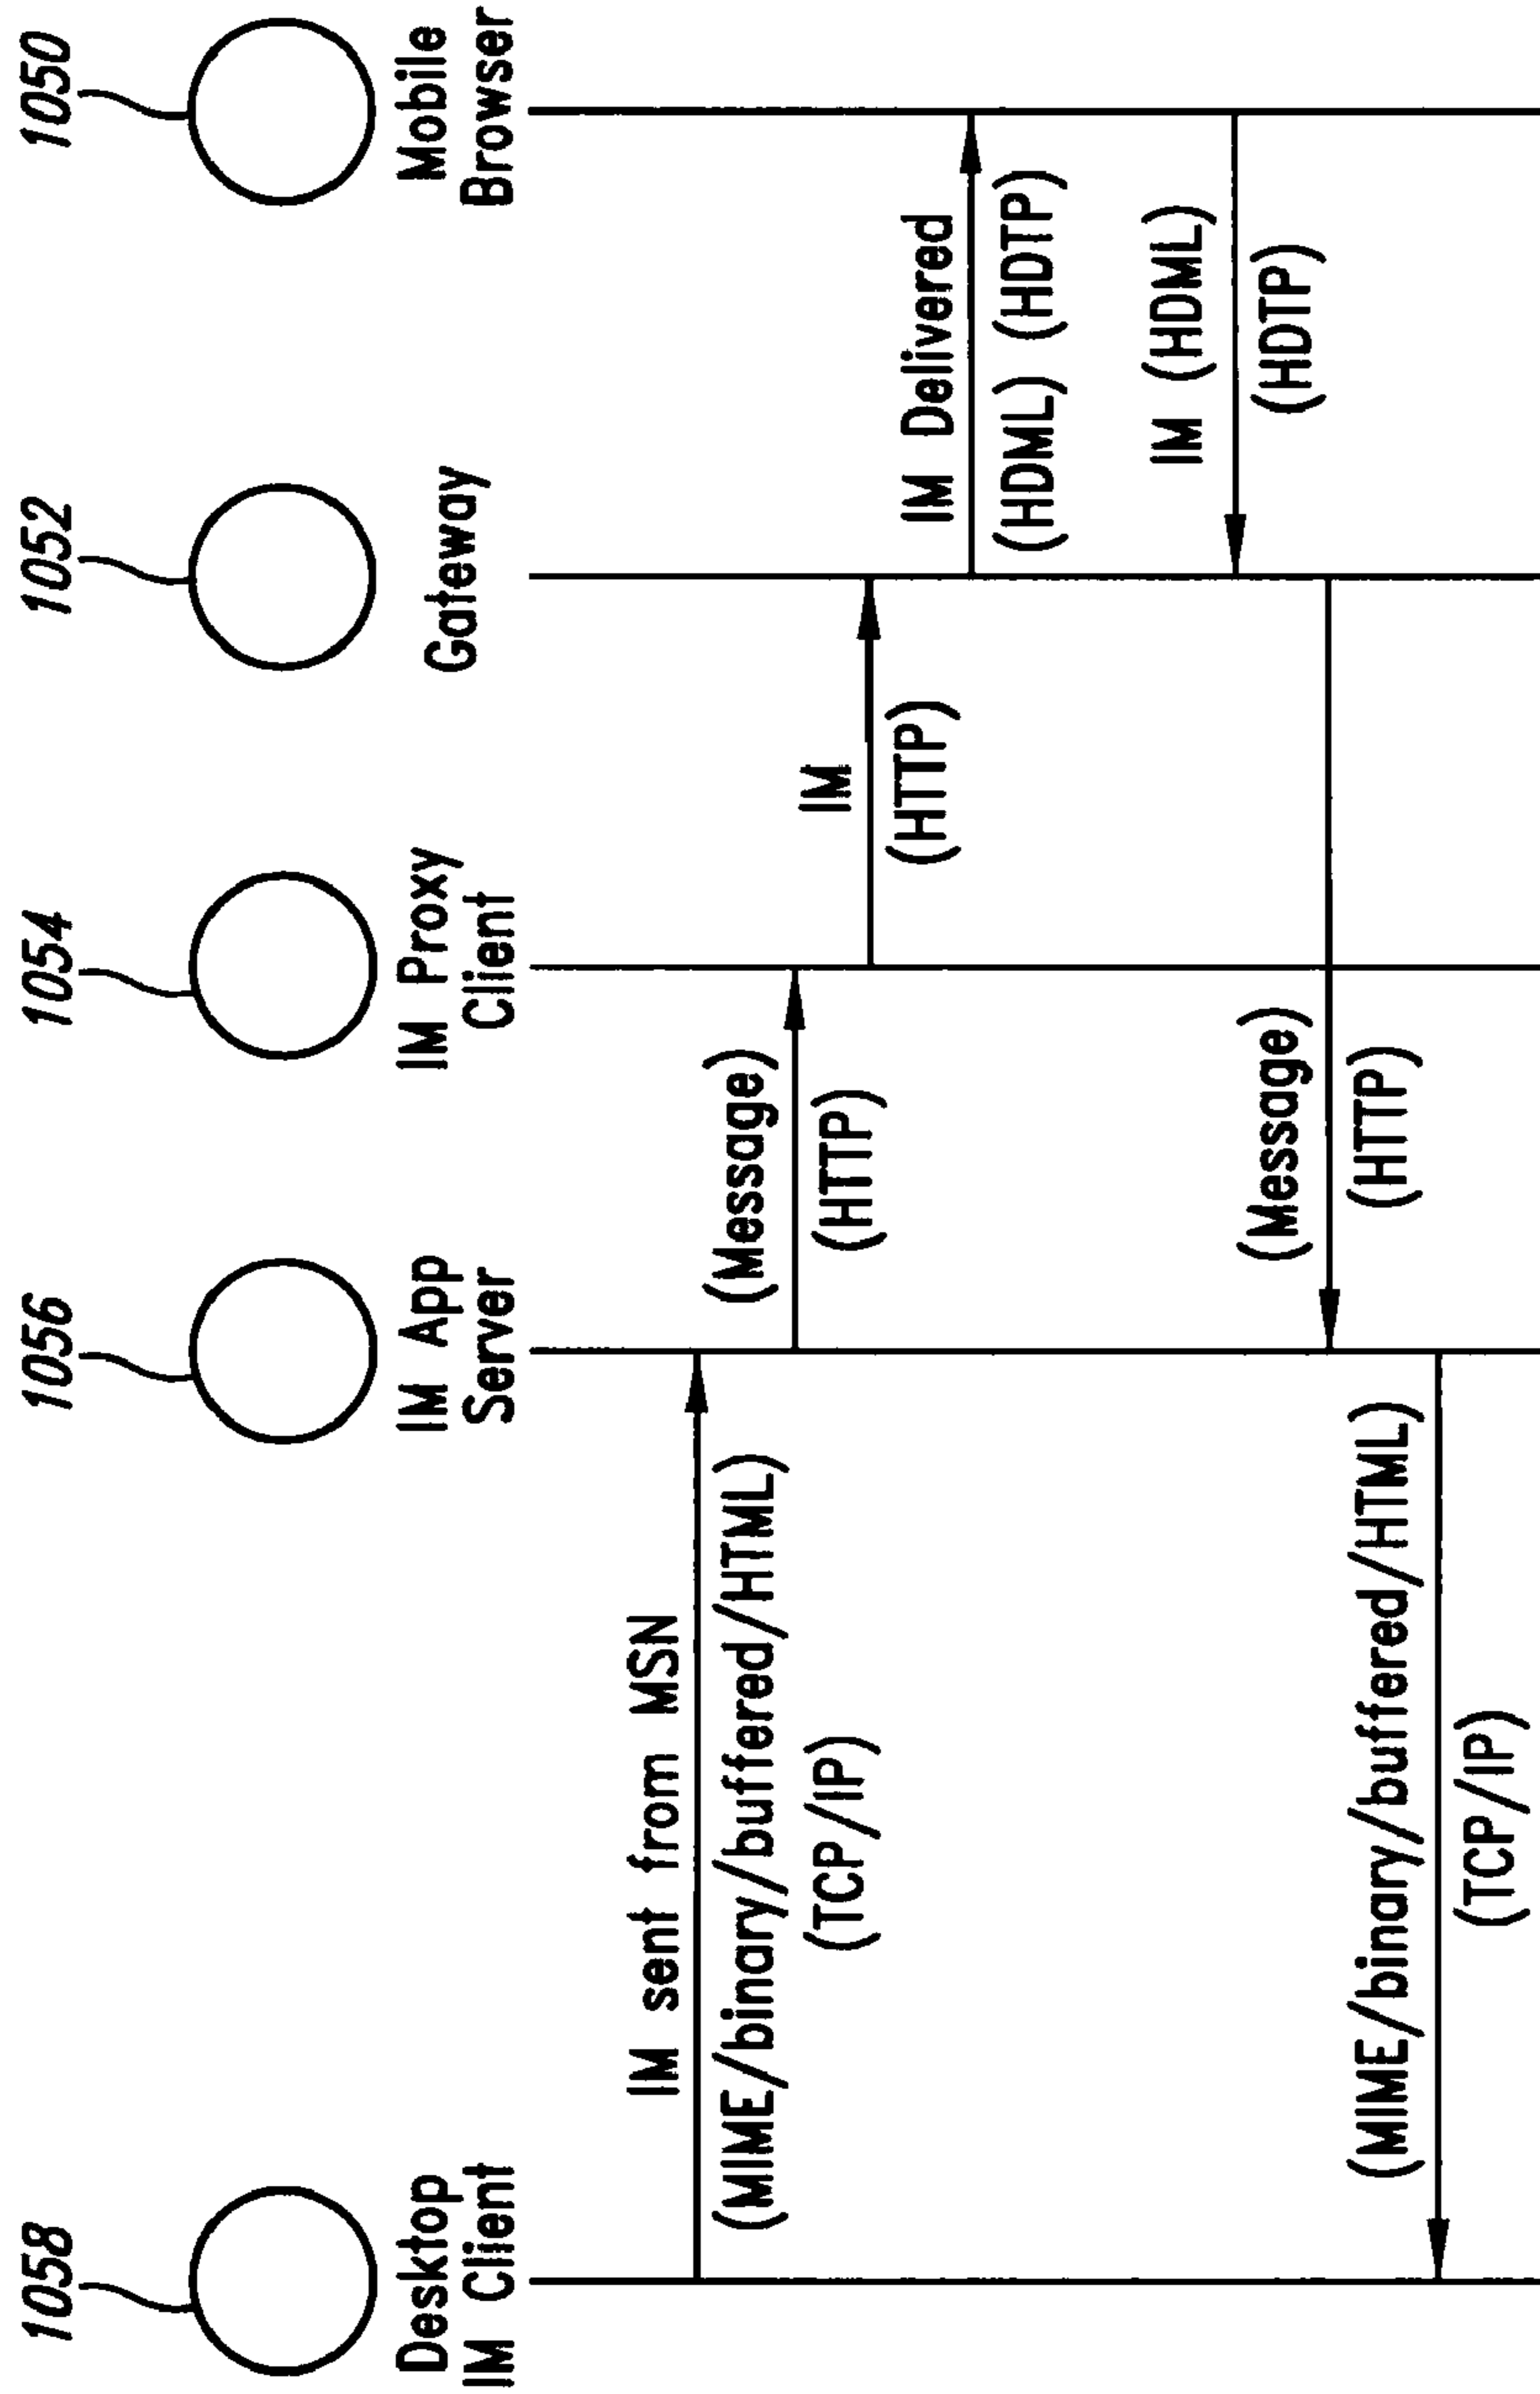 1058
1056
1054
1052
1050
Desktop
IM Client
IM App
Server
IM Proxy
Client
Gateway
Mobile
Browser
IM sent from MSN
(MIME/binary/buffered/HTML)
(TCP/IP)
(Message)
(HTTP)
IM
(HTTP)
IM Delivered
(HDML) (HDTP)
IM (HDML)
(HDTP)
(Message)
(HTTP)
(MIME/binary/buffered/HTML)
(TCP/IP)